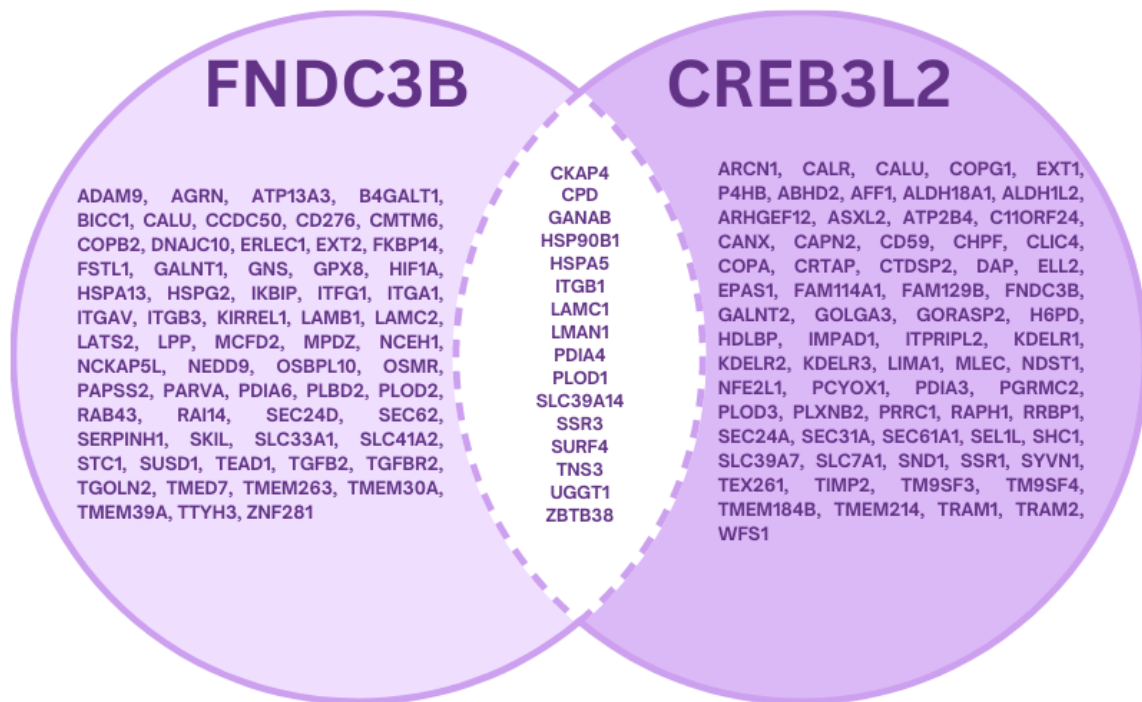 FNDC3B
ADAM9, AGRN, ATP13A3, B4GALT1,
BICC1, CALU, CCDC50, CD276, CMTM6,
COPB2, DNAJC10, ERLEC1, EXT2, FKBP14,
FSTL1, GALNT1, GNS, GPX8, HIF1A,
HSPA13, HSPG2, IKBIP, ITFG1, ITGA1,
ITGAV, ITGB3, KIRREL1, LAMB1, LAMC2,
LATS2, LPP, MCFD2, MPDZ, NCEH1,
NCKAP5L, NEDD9, OSBPL10, OSMR,
PAPSS2, PARVA, PDIA6, PLBD2, PLOD2,
RAB43, RAI14, SEC24D, SEC62,
SERPINH1, SKIL, SLC33A1, SLC41A2,
STC1, SUSD1, TEAD1, TGFB2, TGFBR2,
TGOLN2, TMED7, TMEM263, TMEM30A,
TMEM39A, TTYH3, ZNF281
CKAP4
CPD
GANAB
HSP90B1
HSPA5
ITGB1
LAMC1
LMAN1
PDIA4
PLOD1
SLC39A14
SSR3
SURF4
TNS3
UGGT1
ZBTB38
CREB3L2
ARCN1, CALR, CALU, COPG1, EXT1,
P4HB, ABHD2, AFF1, ALDH18A1, ALDH1L2,
ARHGEF12, ASXL2, ATP2B4, C11ORF24,
CANX, CAPN2, CD59, CHPF, CLIC4,
COPA, CRTAP, CTDSP2, DAP, ELL2,
EPAS1, FAM114A1, FAM129B, FNDC3B,
GALNT2, GOLGA3, GORASP2, H6PD,
HDLBP, IMPAD1, ITPRIPL2, KDELR1,
KDELR2, KDELR3, LIMA1, MLEC, NDST1,
NFE2L1, PCYOX1, PDIA3, PGRMC2,
PLOD3, PLXNB2, PRRC1, RAPH1, RRBP1,
SEC24A, SEC31A, SEC61A1, SEL1L, SHC1,
SLC39A7, SLC7A1, SND1, SSR1, SYVN1,
TEX261, TIMP2, TM9SF3, TM9SF4,
TMEM184B, TMEM214, TRAM1, TRAM2,
WFS1